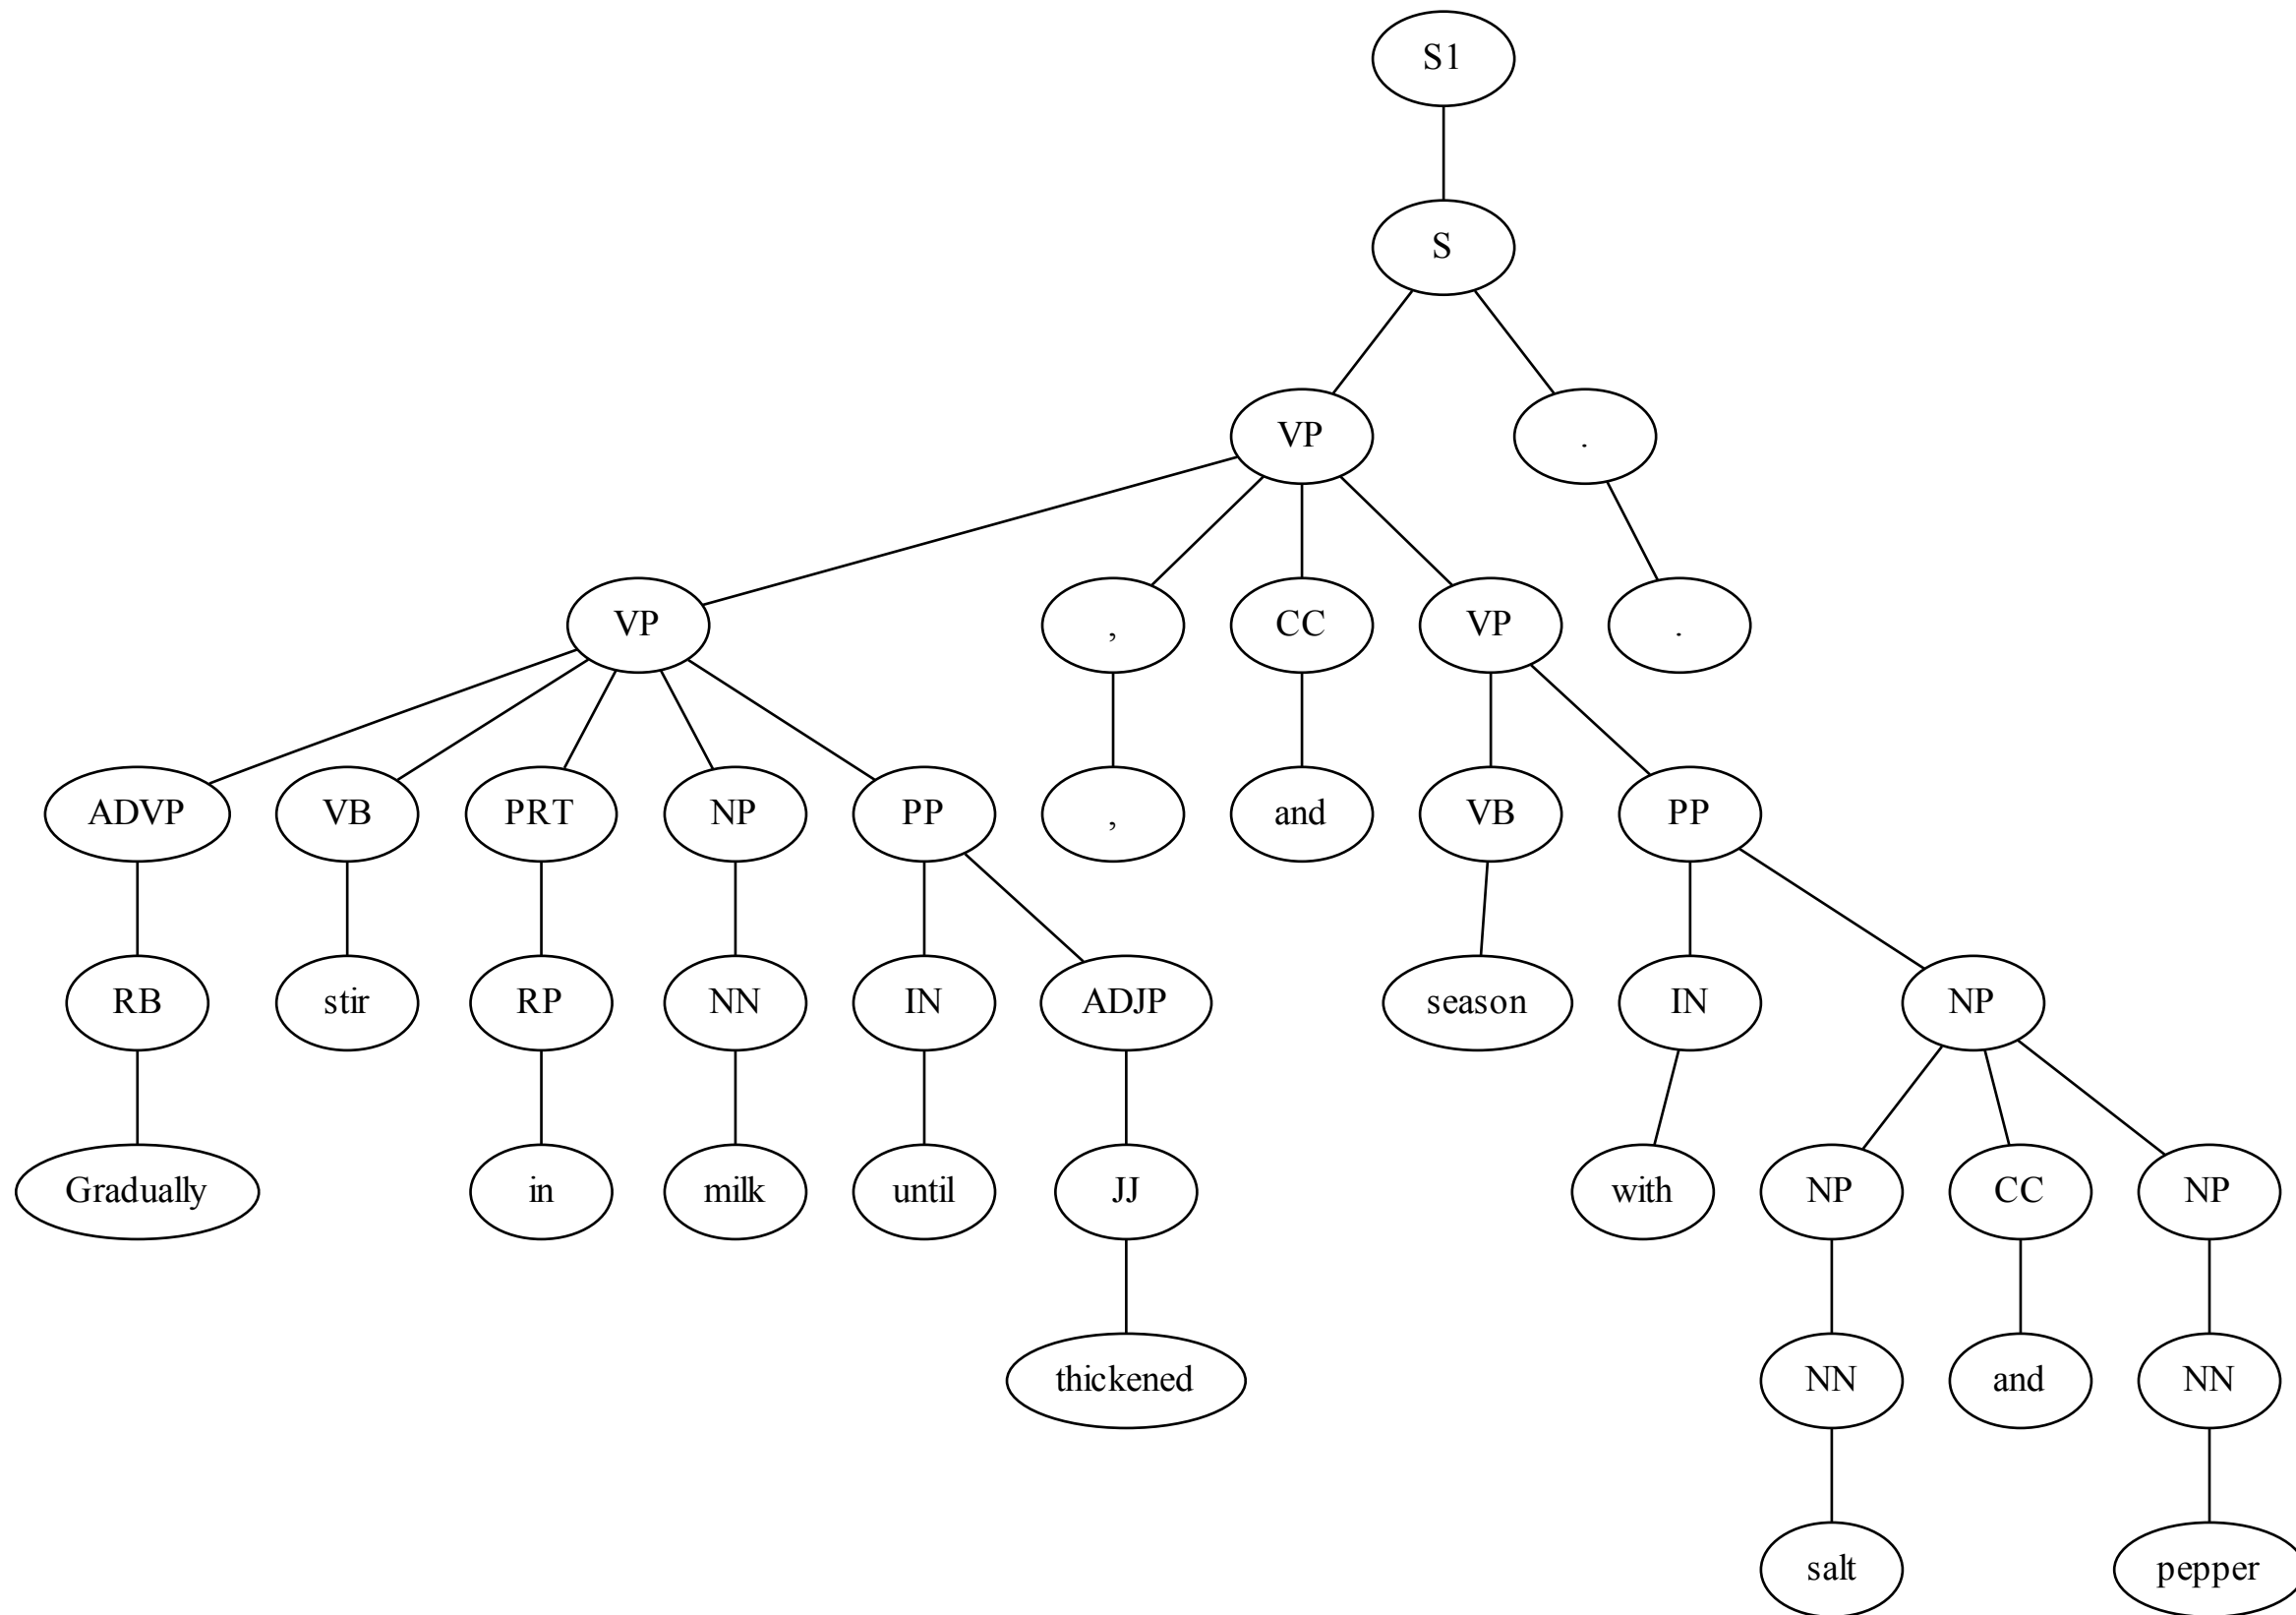 S1
S
VP .
VP , CC VP .
ADVP VB PRT NP PP , and VB PP
RB stir RP NN IN ADJP season IN NP
Gradually in milk until JJ with NP CC NP
thickened NN and NN
salt pepper